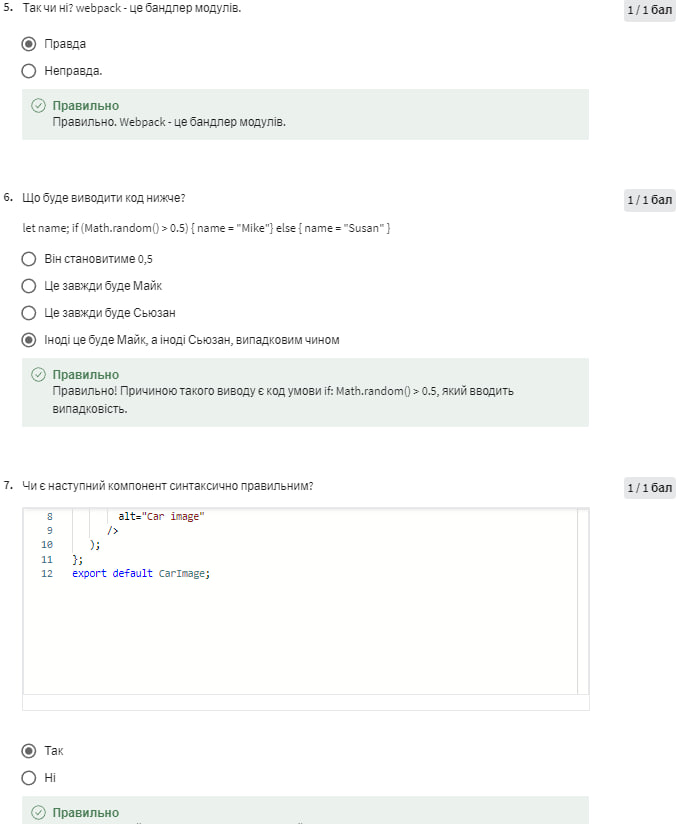 5. Так чи ні? webpack - це бандлер модулів.
1 / 1 бал
Правда
Неправда.
Правильно
Правильно. Webpack - це бандлер модулів.
6. Що буде виводити код нижче?
1 / 1 бал
let name; if (Math.random() > 0.5) { name = "Mike"} else { name = "Susan" }
Він становитиме 0,5
Це завжди буде Майк
Це завжди буде Сьюзан
Іноді це буде Майк, а іноді Сьюзан, випадковим чином
Правильно
Правильно! Причиною такого виводу є код умови if: Math.random() > 0.5, який вводить
випадковість.
7. Чи є наступний компонент синтаксично правильним?
1 / 1 бал
8 alt="Car image"
9 />
10 );
11 };
12 export default CarImage;
Так
Ні
Правильно